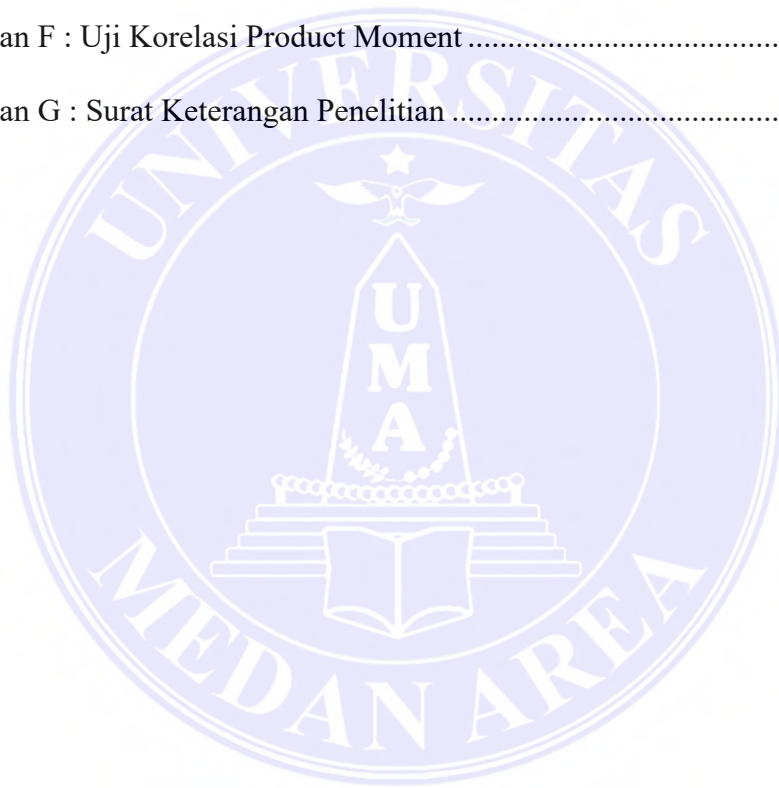 an F : Uji Korelasi Product Moment .......................................
an G : Surat Keterangan Penelitian .........................................
UNIVERSITAS
U
M
A
MEDAN AREA